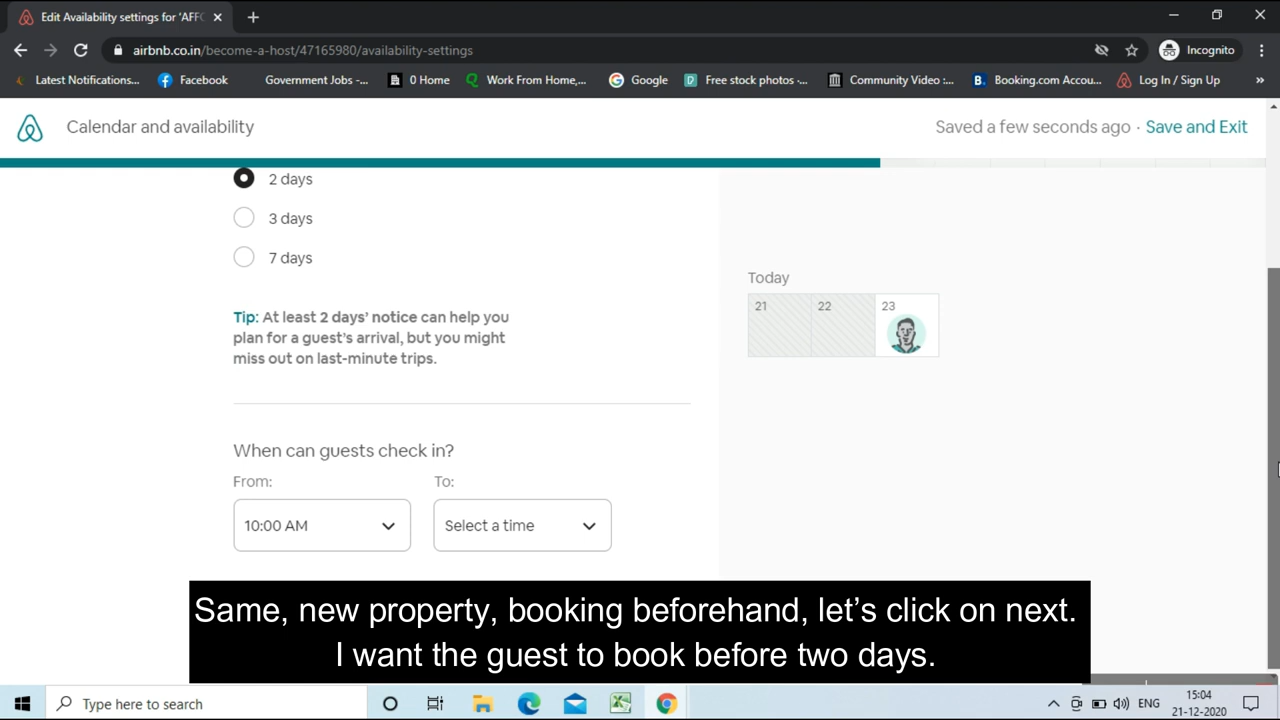 Edit Availability settings for 'AFFC
airbnb.co.in/become-a-host/47165980/availability-settings
Incognito
Latest Notifications...
Facebook
Government Jobs -...
0 Home
Work From Home,...
Google
Free stock photos -...
Community Video :...
Booking.com Accou...
Log In / Sign Up
»
Calendar and availability
Saved a few seconds ago · Save and Exit
2 days
3 days
7 days
Tip: At least 2 days' notice can help you
plan for a guest's arrival, but you might
miss out on last-minute trips.
Today
21 22 23
When can guests check in?
From: To:
10:00 AM Select a time
Same, new property, booking beforehand, let's click on next.
I want the guest to book before two days.
Type here to search
ENG
15:04
21-12-2020